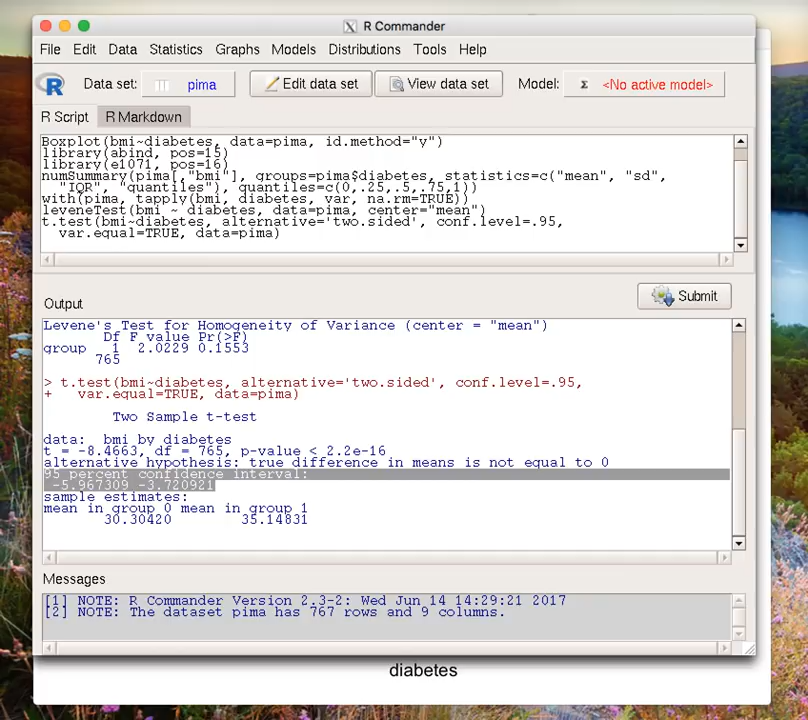 R Commander
File Edit Data Statistics Graphs Models Distributions Tools Help
Data set: pima Edit data set View data set Model: Σ <No active model>
R Script R Markdown
Boxplot(bmi~diabetes, data=pima, id.method="y")
library(abind, pos=15)
library(e1071, pos=16)
numSummary(pima[,"bmi"], groups=pima$diabetes, statistics=c("mean", "sd",
"IQR", "quantiles"), quantiles=c(0,.25,.5,.75,1))
with(pima, tapply(bmi, diabetes, var, na.rm=TRUE))
leveneTest(bmi ~ diabetes, data=pima, center="mean")
t.test(bmi~diabetes, alternative='two.sided', conf.level=.95,
var.equal=TRUE, data=pima)
Output
Submit
Levene's Test for Homogeneity of Variance (center = "mean")
Df F value Pr(>F)
group 1 2.0229 0.1553
765
> t.test(bmi~diabetes, alternative='two.sided', conf.level=.95,
+ var.equal=TRUE, data=pima)
Two Sample t-test
data: bmi by diabetes
t = -8.4663, df = 765, p-value < 2.2e-16
alternative hypothesis: true difference in means is not equal to 0
95 percent confidence interval:
-5.967309 -3.720921
sample estimates:
mean in group 0 mean in group 1
30.30420 35.14831
Messages
[1] NOTE: R Commander Version 2.3-2: Wed Jun 14 14:29:21 2017
[2] NOTE: The dataset pima has 767 rows and 9 columns.
diabetes